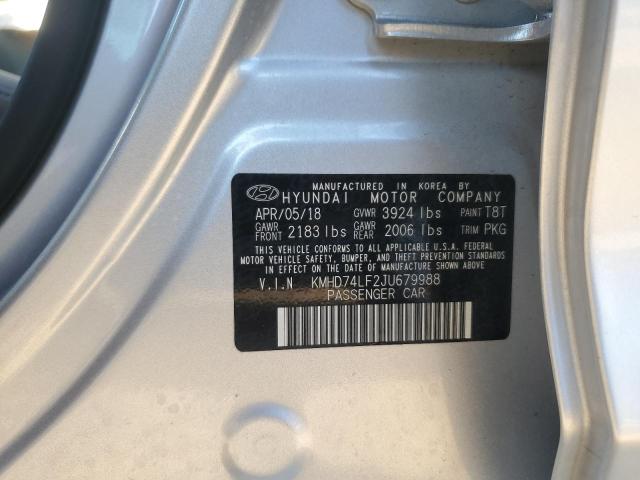 MANUFACTURED IN KOREA BY
HYUNDAI MOTOR COMPANY
APR/05/18 GVWR 3924 lbs PAINT T8T
GAWR FRONT 2183 lbs GAWR REAR 2006 lbs TRIM PKG
THIS VEHICLE CONFORMS TO ALL APPLICABLE U.S.A. FEDERAL
MOTOR VEHICLE SAFETY, BUMPER, AND THEFT PREVENTION STANDARDS
IN EFFECT ON THE DATE OF MANUFACTURE SHOWN ABOVE.
V.I.N KMHD74LF2JU679988
PASSENGER CAR